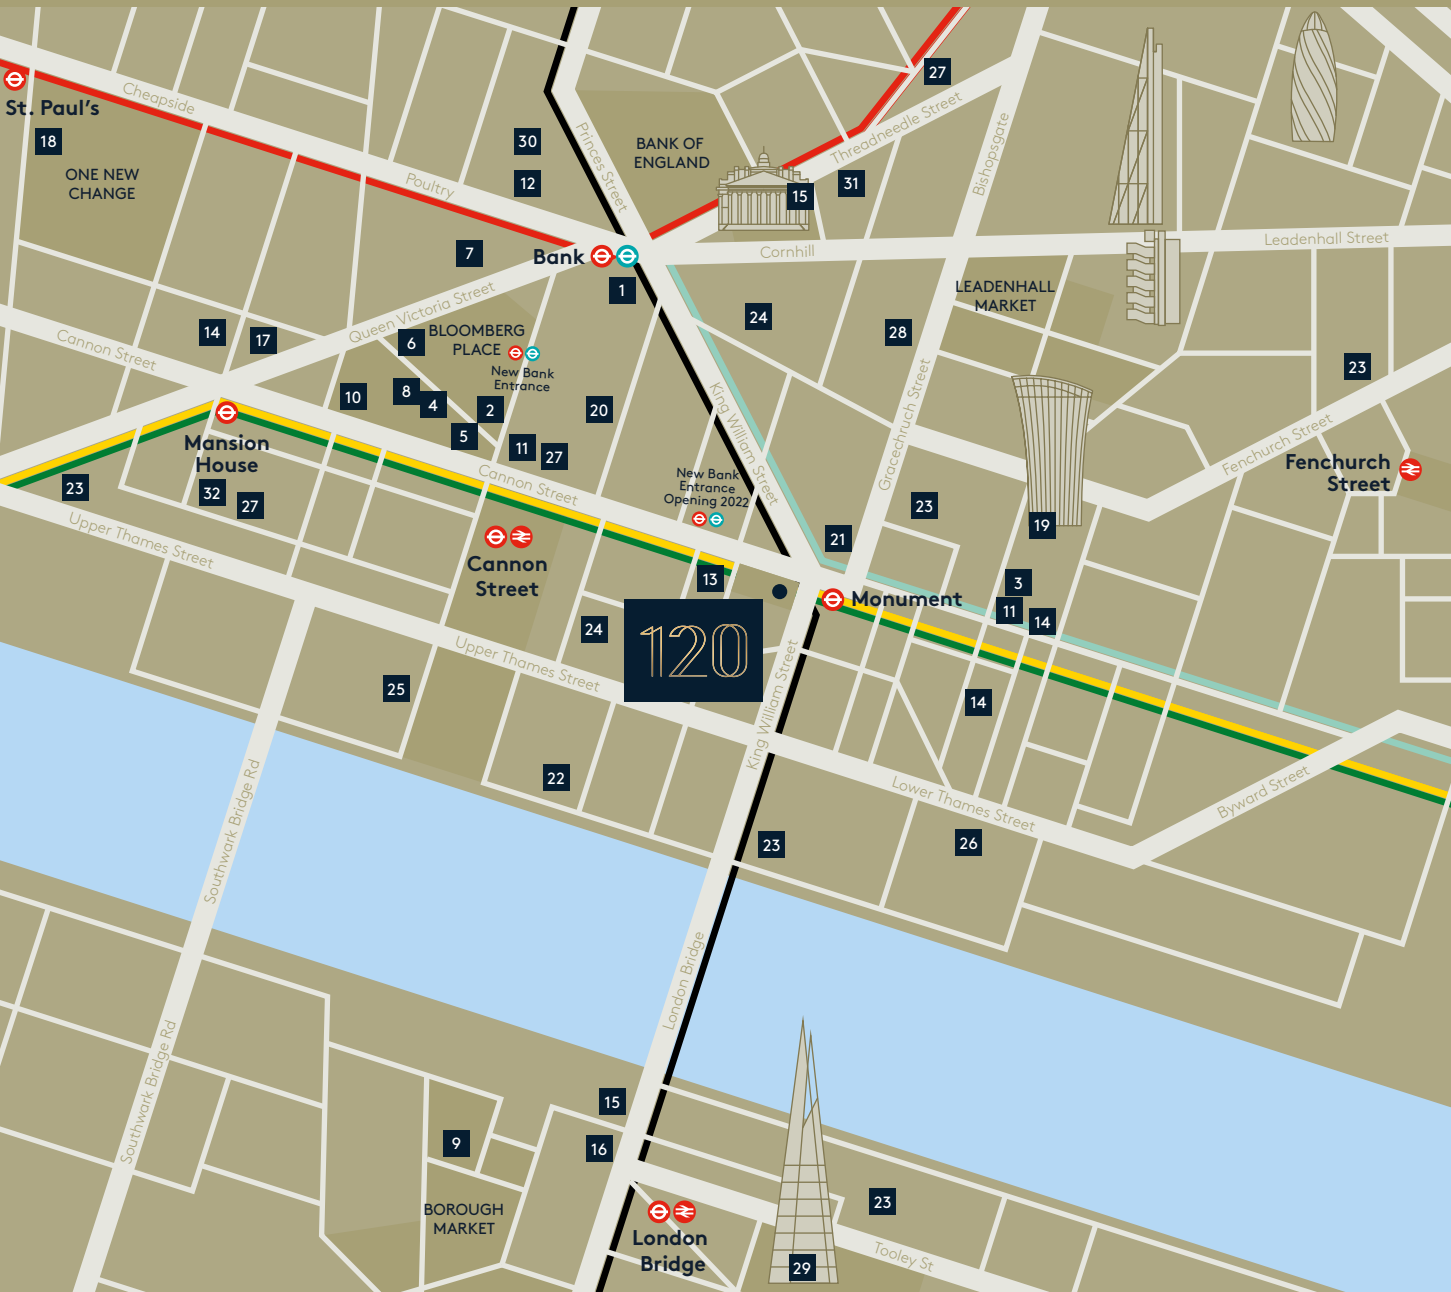 27
St. Paul's
Cheapside
18
30
BANK OF
ENGLAND
Threadneedle Street
Princes Street
Bishopsgate
ONE NEW
CHANGE
Poultry
12
15
31
7
Bank
Cornhill
Leadenhall Street
1
Queen Victoria Street
LEADENHALL
MARKET
14
17
6
BLOOMBERG
PLACE
24
28
Cannon Street
New Bank
Entrance
23
10
8
4
2
20
King William Street
Gracechruch Street
5
11
27
Fenchurch Street
Mansion
House
Cannon Street
Fenchurch
Street
23
32
27
New Bank
Entrance
Opening 2022
23
19
Upper Thames Street
21
Cannon
Street
13
3
Monument
11
14
24
120
Upper Thames Street
King William Street
25
14
22
Lower Thames Street
Byward Street
Southwark Bridge Rd
23
26
London Bridge
Southwark Bridge Rd
15
9
16
BOROUGH
MARKET
23
London
Bridge
Tooley St
29